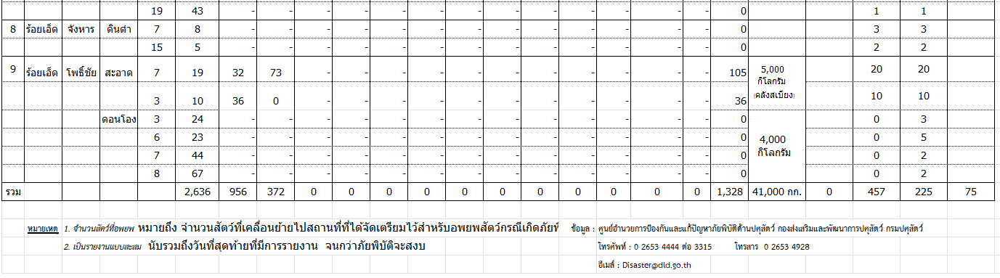 19 43 - - - - - - - - - - - - 0 1 1
8 ร้อยเอ็ด จังหาร ดินดำ 7 8 - - - - - - - - - - - - 0 3 3
15 5 - - - - - - - - - - - - 0 2 2
9 ร้อยเอ็ด โพธิ์ชัย สะอาด 7 19 32 73 - - - - - - - - - - 105 5,000 กิโลกรัม (คลังสเบียง) 20 20
3 10 36 0 - - - - - - - - - - 36 10 10
ดอนโอง 3 24 - - - - - - - - - - - - 0 0 3
6 23 - - - - - - - - - - - - 0 4,000 กิโลกรัม 0 5
7 44 - - - - - - - - - - - - 0 0 2
8 67 - - - - - - - - - - - - 0 0 2
รวม 2,636 956 372 0 0 0 0 0 0 0 0 0 0 1,328 41,000 กก. 0 457 225 75
หมายเหตุ 1. จำนวนสัตว์ที่อพยพ หมายถึง จำนวนสัตว์ที่เคลื่อนย้ายไปสถานที่ที่ได้จัดเตรียมไว้สำหรับอพยพสัตว์กรณีเกิดภัยพิ ข้อมูล : ศูนย์อำนวยการป้องกันและแก้ปัญหาภัยพิบัติด้านปศุสัตว์ กองส่งเสริมและพัฒนาการปศุสัตว์ กรมปศุสัตว์
2. เป็นรายงานแบบสะสม นับรวมถึงวันที่สุดท้ายที่มีการรายงาน จนกว่าภัยพิบัติจะสงบ โทรศัพท์ : 0 2653 4444 ต่อ 3315 โทรสาร 0 2653 4928
อีเมล์ : Disaster@dld.go.th